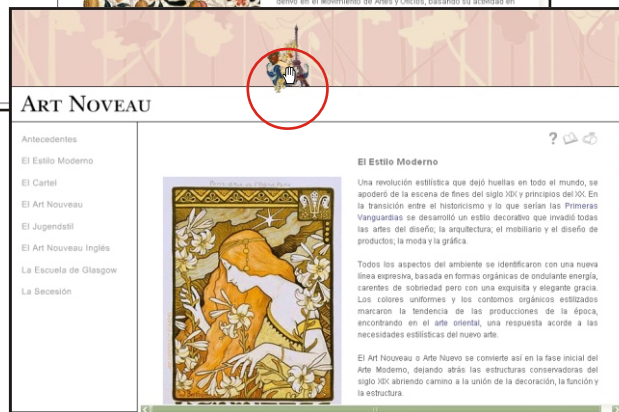 derivó en el Movimiento de Artes y Oficios, basando su actividad en
ART NOVEAU
Antecedentes
El Estilo Moderno
El Cartel
El Art Nouveau
El Jugendstil
El Art Nouveau Inglés
La Escuela de Glasgow
La Secesión
?
El Estilo Moderno
Una revolución estilística que dejó huellas en todo el mundo, se
apoderó de la escena de fines del siglo XIX y principios del XX. En
la transición entre el historicismo y lo que serían las Primeras
Vanguardias se desarrolló un estilo decorativo que invadió todas
las artes del diseño; la arquitectura, el mobiliario y el diseño de
productos; la moda y la gráfica.
Todos los aspectos del ambiente se identificaron con una nueva
línea expresiva, basada en formas orgánicas de ondulante energía,
carentes de sobriedad pero con una exquisita y elegante gracia.
Los colores uniformes y los contornos orgánicos estilizados
marcaron la tendencia de las producciones de la época,
encontrando en el arte oriental, una respuesta acorde a las
necesidades estilísticas del nuevo arte.
El Art Nouveau o Arte Nuevo se convierte así en la fase inicial del
Arte Moderno, dejando atrás las estructuras conservadoras del
siglo XIX abriendo camino a la unión de la decoración, la función y
la estructura.